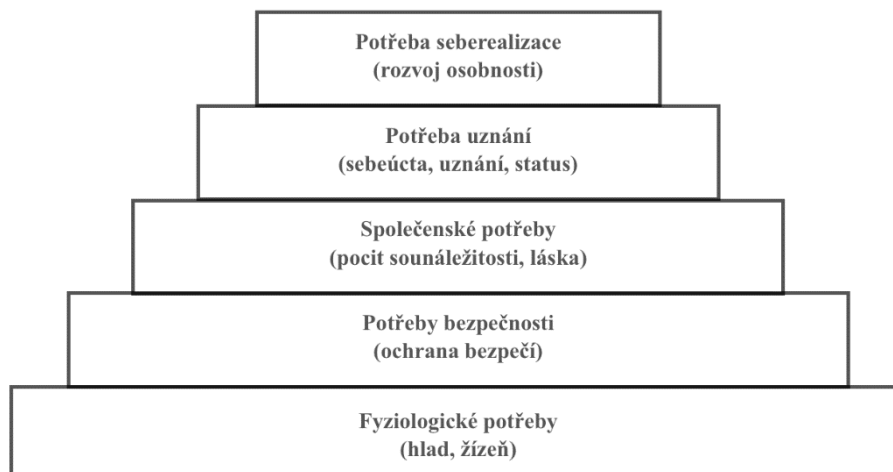 Potřeba seberealizace
(rozvoj osobnosti)
Potřeba uznání
(sebeúcta, uznání, status)
Společenské potřeby
(pocit sounáležitosti, láska)
Potřeby bezpečnosti
(ochrana bezpečí)
Fyziologické potřeby
(hlad, žízeň)